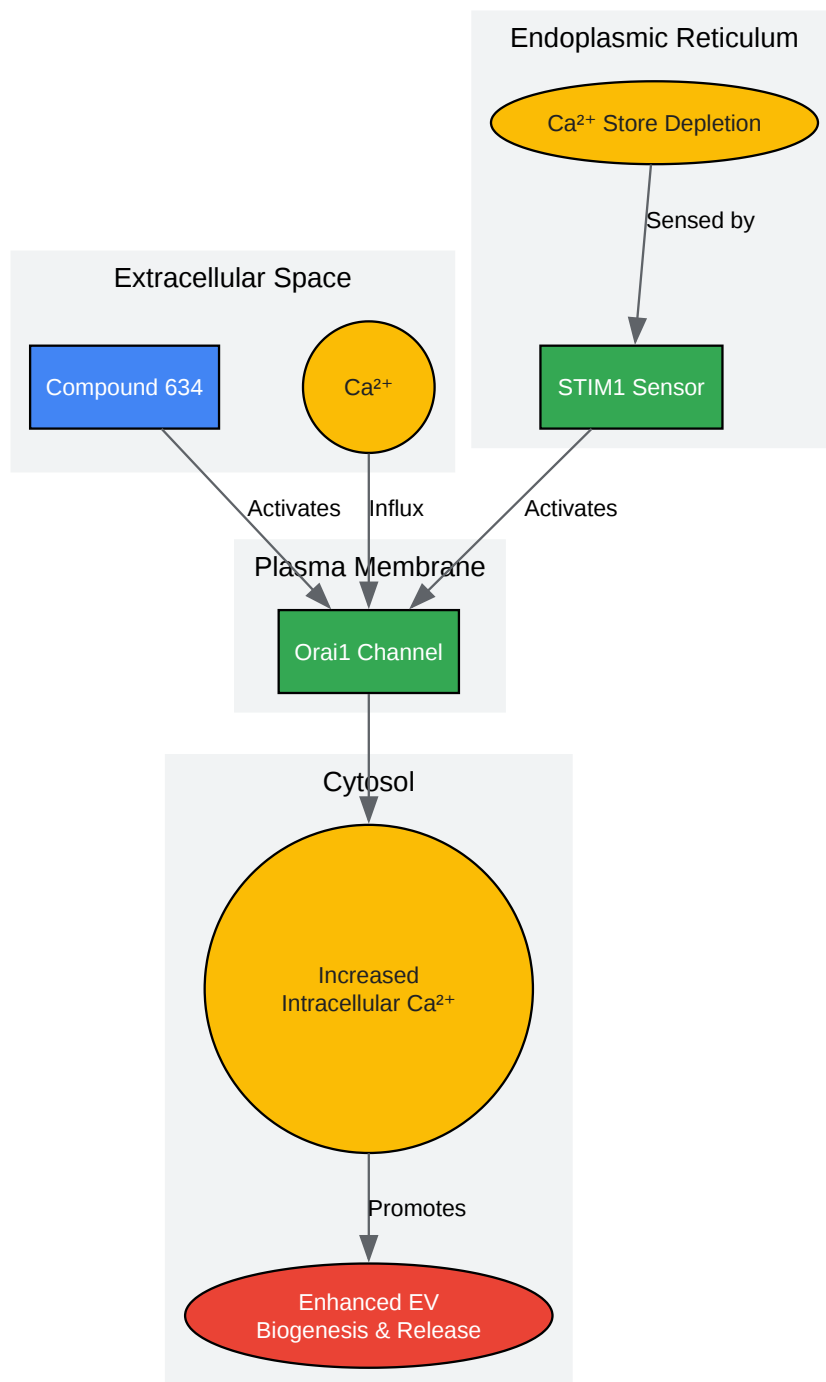 Endoplasmic Reticulum
Ca²⁺ Store Depletion
Sensed by
Extracellular Space
Compound 634
Ca²⁺
STIM1 Sensor
Activates
Influx
Activates
Plasma Membrane
Orai1 Channel
Cytosol
Increased
Intracellular Ca²⁺
Promotes
Enhanced EV
Biogenesis & Release